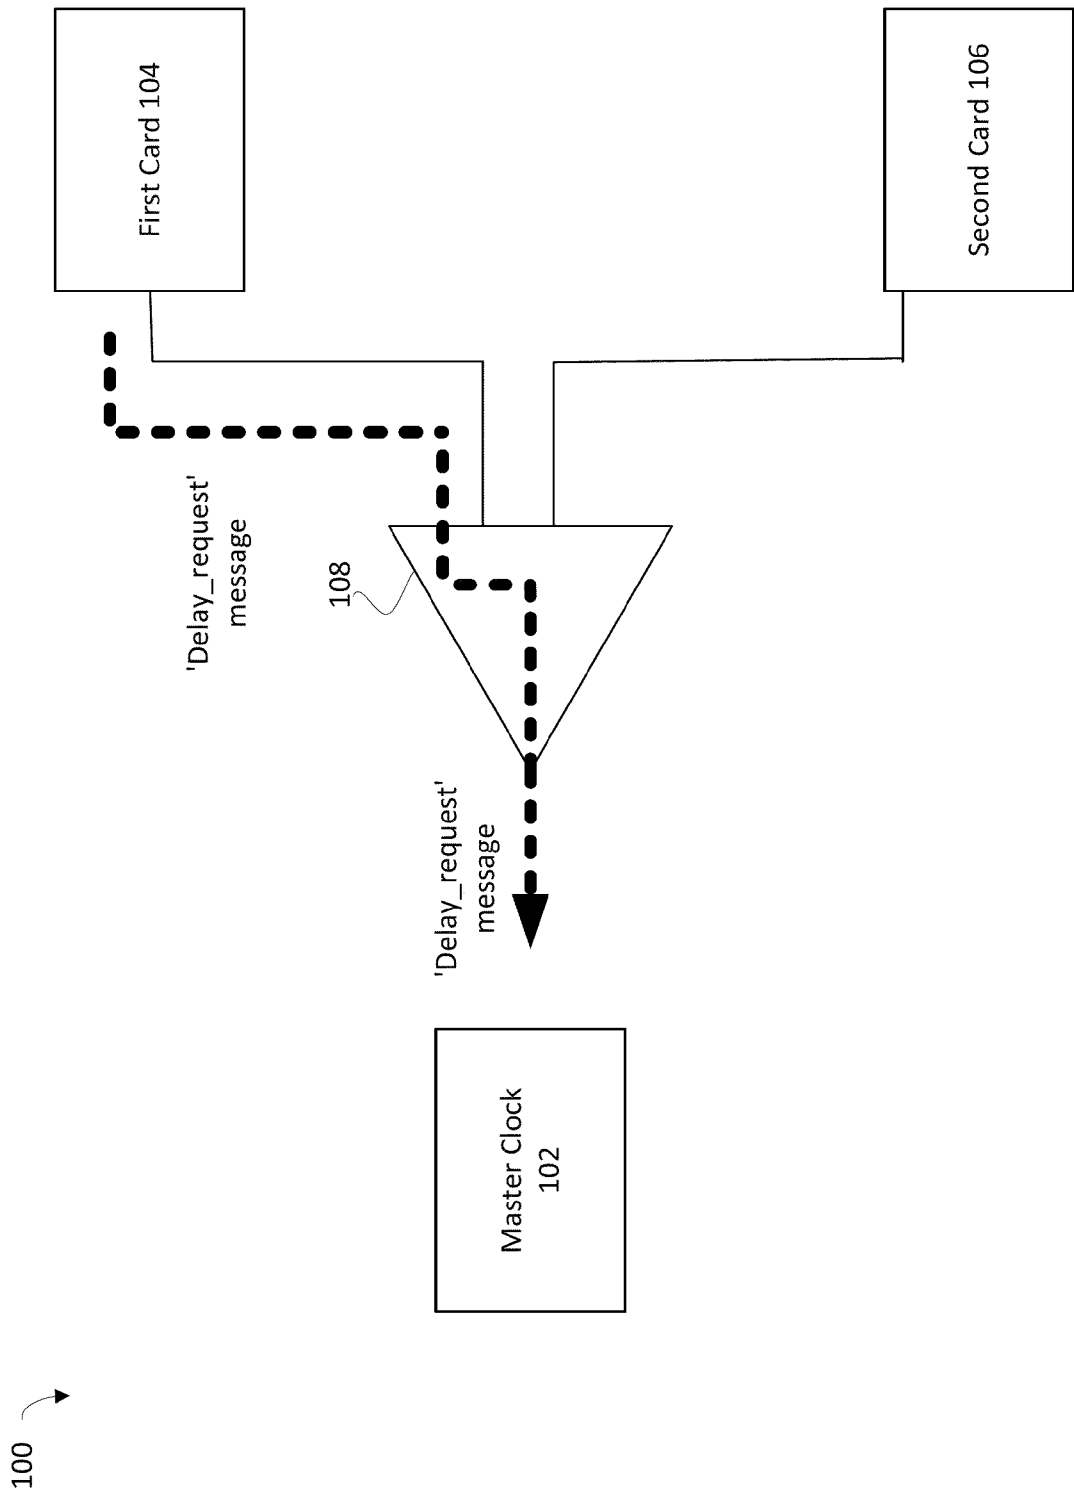 100
First Card 104
'Delay_request'
message
108
'Delay_request'
message
Master Clock
102
Second Card 106